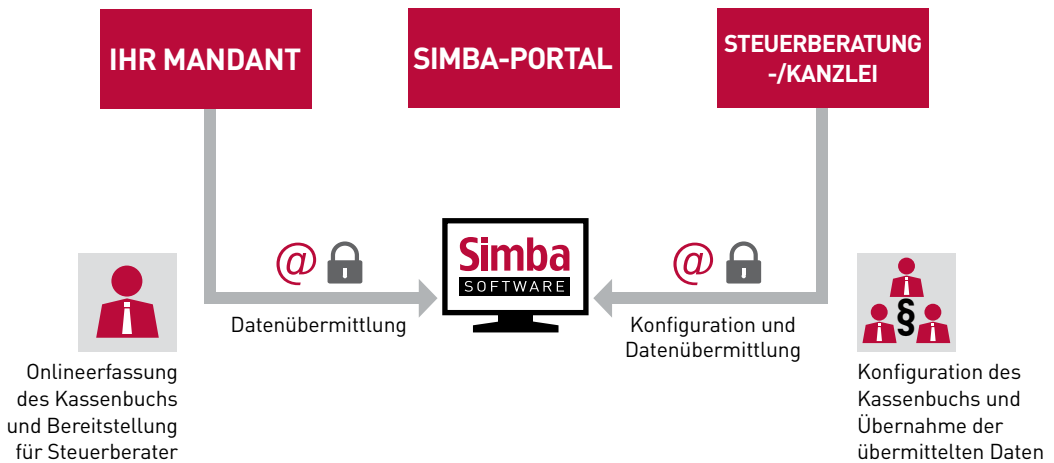 IHR MANDANT
SIMBA-PORTAL
STEUERBERATUNG
-/KANZLEI
@
Simba
SOFTWARE
@
Datenübermittlung
Konfiguration und
Datenübermittlung
§
Onlineerfassung
des Kassenbuchs
und Bereitstellung
für Steuerberater
Konfiguration des
Kassenbuchs und
Übernahme der
übermittelten Daten